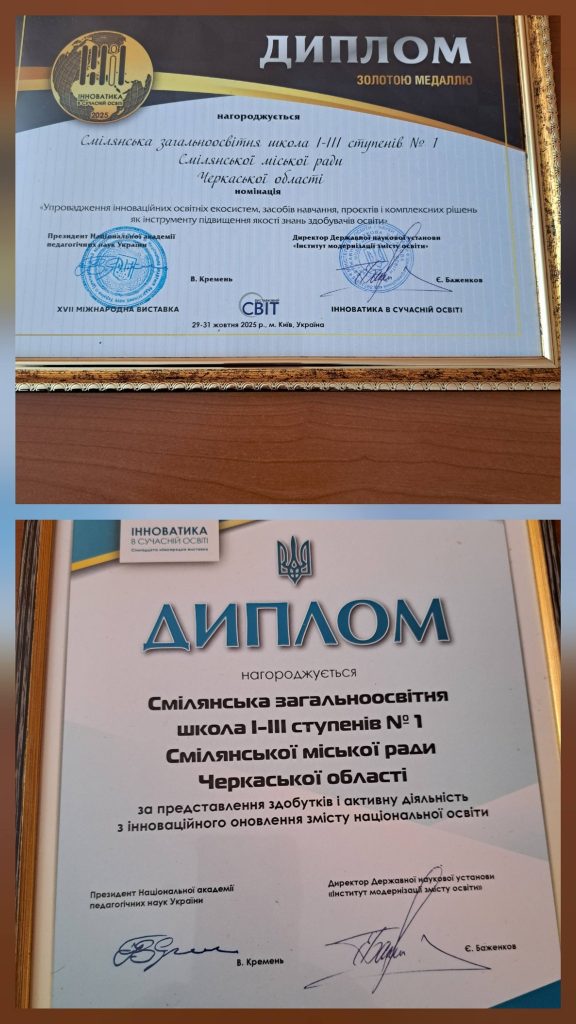 ІННОВАТИКА
В СУЧАСНІЙ ОСВІТІ
2025
ДИПЛОМ
ЗОЛОТОЮ МЕДАЛЛЮ
нагороджується
Смілянська загальноосвітня школа І-ІІІ ступенів № 1
Смілянської міської ради
Черкаської області
номінація
«Упровадження інноваційних освітніх екосистем, засобів навчання, проєктів і комплексних рішень
як інструменту підвищення якості знань здобувачів освіти»
Президент Національної академії
педагогічних наук України
В. Кремень
Директор Державної наукової установи
«Інститут модернізації змісту освіти»
Є. Баженков
XVII МІЖНАРОДНА ВИСТАВКА
СВІТ
ІННОВАТИКА В СУЧАСНІЙ ОСВІТІ
29-31 жовтня 2025 р., м. Київ, Україна
ІННОВАТИКА
В СУЧАСНІЙ ОСВІТІ
ДИПЛОМ
нагороджується
Смілянська загальноосвітня
школа І-ІІІ ступенів № 1
Смілянської міської ради
Черкаської області
за представлення здобутків і активну діяльність
з інноваційного оновлення змісту національної освіти
Президент Національної академії
педагогічних наук України
В. Кремень
Директор Державної наукової установи
«Інститут модернізації змісту освіти»
Є. Баженков